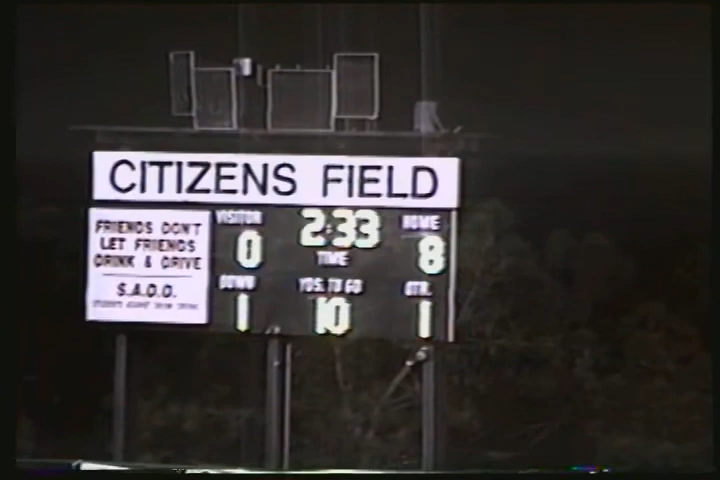 CITIZENS FIELD
FRIENDS DON'T
LET FRIENDS
DRINK & DRIVE
S.A.D.D.
VISITOR 2:33 HOME
0 TIME 8
DOWN YDS. TO GO QTR.
1 10 1